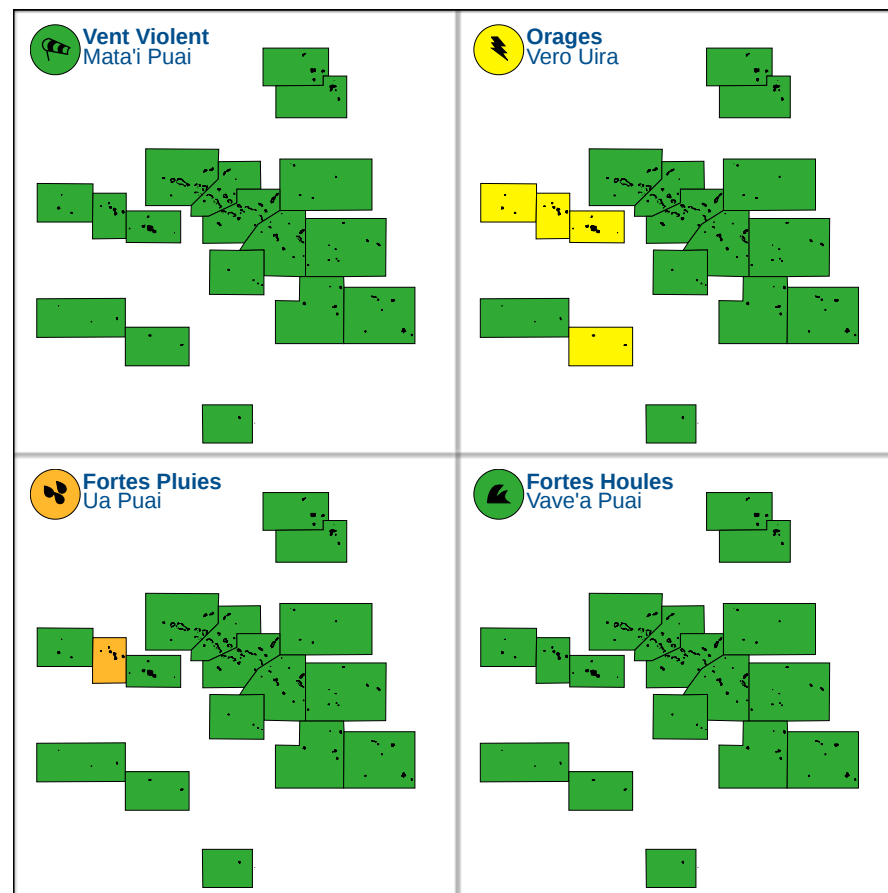 Vent Violent
Mata'i Puai
Orages
Vero Uira
Fortes Pluies
Ua Puai
Fortes Houles
Vave'a Puai